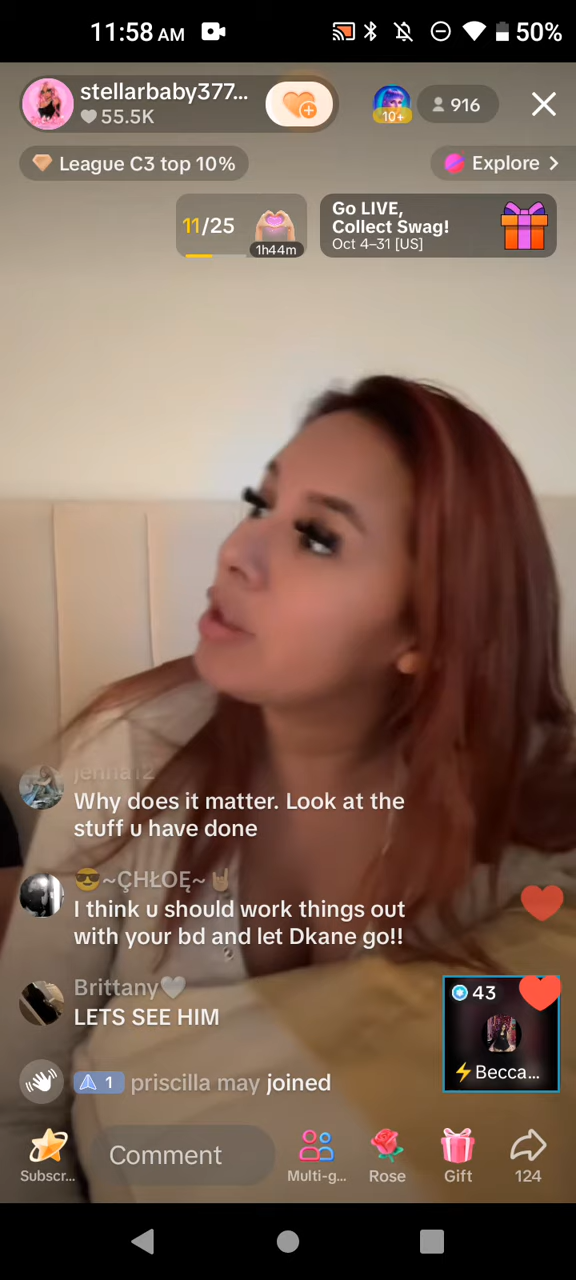 11:58 AM
50%
stellarbaby377...
55.5K
10+
916
League C3 top 10%
Explore >
11/25
1h44m
Go LIVE,
Collect Swag!
Oct 4–31 [US]
jenna12
Why does it matter. Look at the
stuff u have done
😎~ÇHŁOĘ~🤘
I think u should work things out
with your bd and let Dkane go!!
Brittany🤍
LETS SEE HIM
43
⚡Becca...
1 priscilla may joined
Subscr...
Comment
Multi-g...
Rose
Gift
124